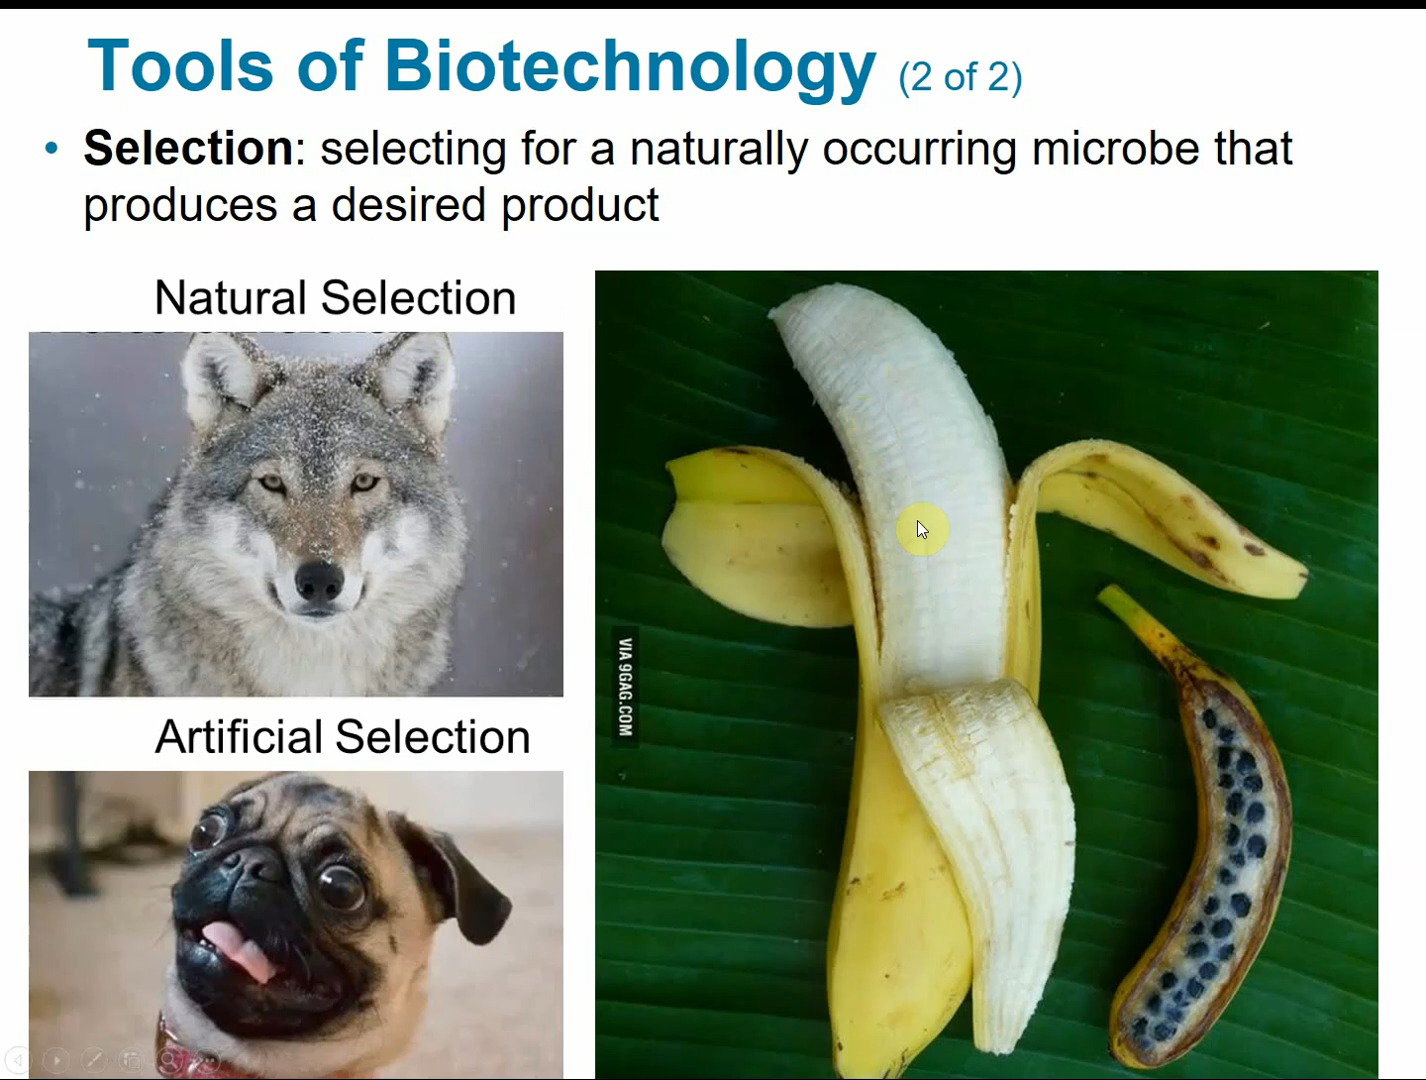 Tools of Biotechnology (2 of 2)
• Selection: selecting for a naturally occurring microbe that
produces a desired product
Natural Selection
Artificial Selection
VIA 9GAG.COM